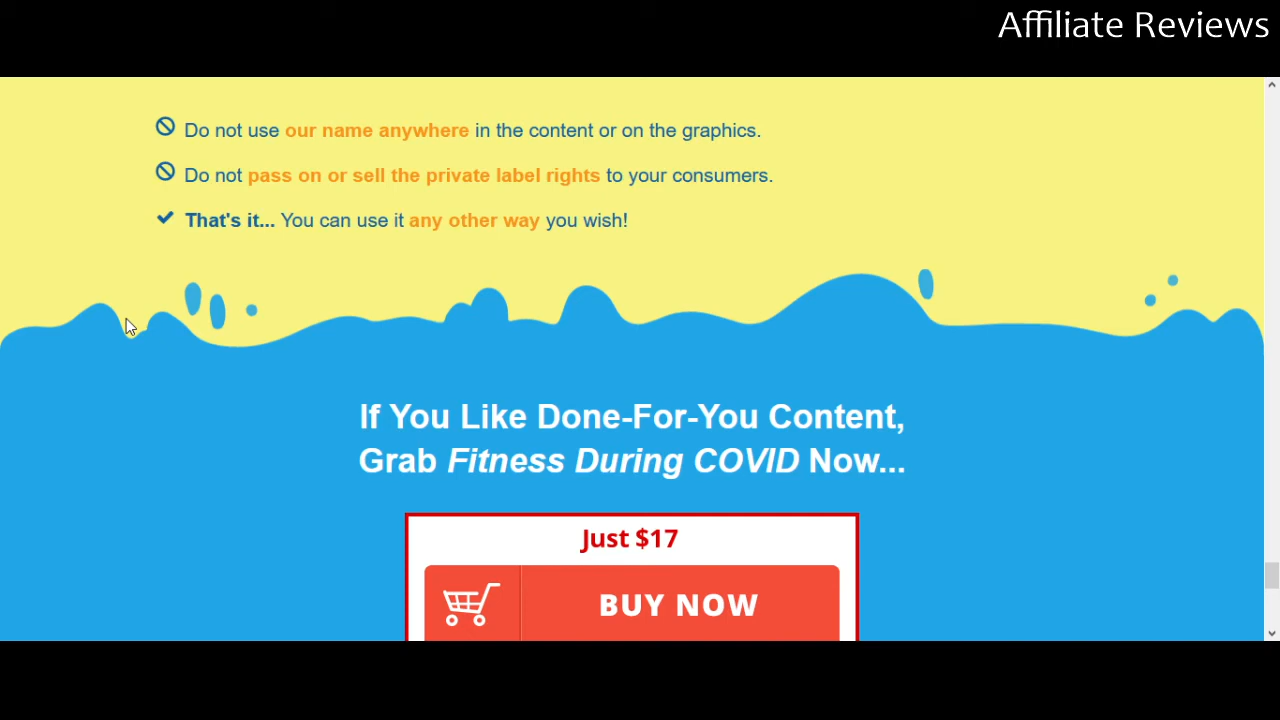 Affiliate Reviews
Do not use our name anywhere in the content or on the graphics.
Do not pass on or sell the private label rights to your consumers.
That's it... You can use it any other way you wish!
If You Like Done-For-You Content,
Grab Fitness During COVID Now...
Just $17
BUY NOW